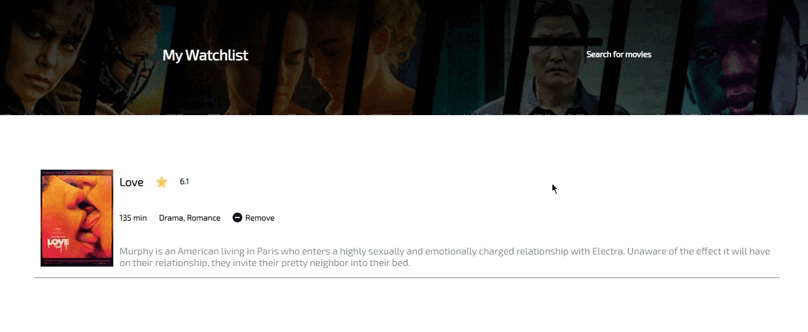 My Watchlist
Search for movies
Love
6.1
135 min
Drama, Romance
Remove
Murphy is an American living in Paris who enters a highly sexually and emotionally charged relationship with Electra. Unaware of the effect it will have
on their relationship, they invite their pretty neighbor into their bed.
LOVE